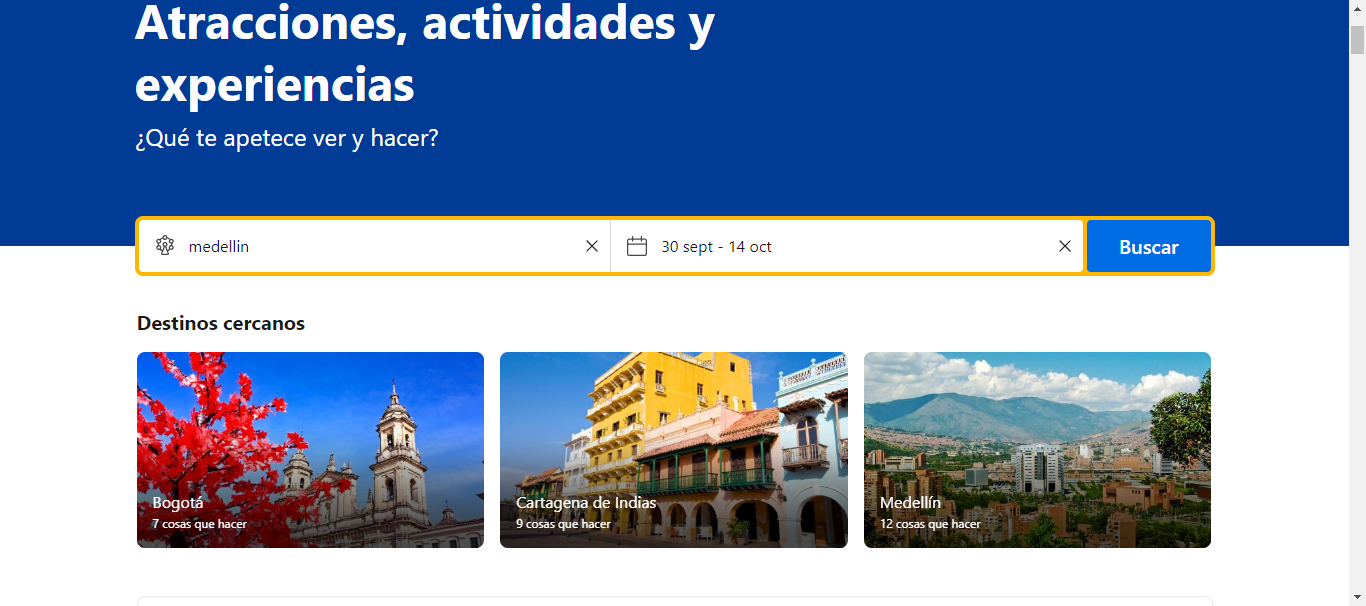 Atracciones, actividades y
experiencias
¿Qué te apetece ver y hacer?
medellin
30 sept - 14 oct
Buscar
Destinos cercanos
Bogotá
7 cosas que hacer
Cartagena de Indias
9 cosas que hacer
Medellín
12 cosas que hacer